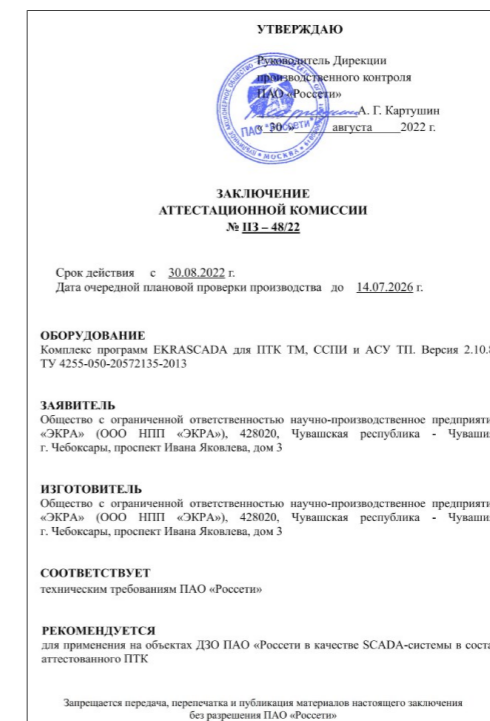 УТВЕРЖДАЮ
Руководитель Дирекции
производственного контроля
ПАО «Россети»
А. Г. Картушин
« 30 » августа 2022 г.
ПАО "РОССЕТИ"
МОСКВА
ЗАКЛЮЧЕНИЕ
АТТЕСТАЦИОННОЙ КОМИССИИ
№ ПЗ – 48/22
Срок действия с 30.08.2022 г.
Дата очередной плановой проверки производства до 14.07.2026 г.
ОБОРУДОВАНИЕ
Комплекс программ EKRASCADA для ПТК ТМ, ССПИ и АСУ ТП. Версия 2.10.8
ТУ 4255-050-20572135-2013
ЗАЯВИТЕЛЬ
Общество с ограниченной ответственностью научно-производственное предприяти
«ЭКРА» (ООО НПП «ЭКРА»), 428020, Чувашская республика - Чуваши
г. Чебоксары, проспект Ивана Яковлева, дом 3
ИЗГОТОВИТЕЛЬ
Общество с ограниченной ответственностью научно-производственное предприяти
«ЭКРА» (ООО НПП «ЭКРА»), 428020, Чувашская республика - Чуваши
г. Чебоксары, проспект Ивана Яковлева, дом 3
СООТВЕТСТВУЕТ
техническим требованиям ПАО «Россети»
РЕКОМЕНДУЕТСЯ
для применения на объектах ДЗО ПАО «Россети в качестве SCADA-системы в соста
аттестованного ПТК
Запрещается передача, перепечатка и публикация материалов настоящего заключения
без разрешения ПАО «Россети»